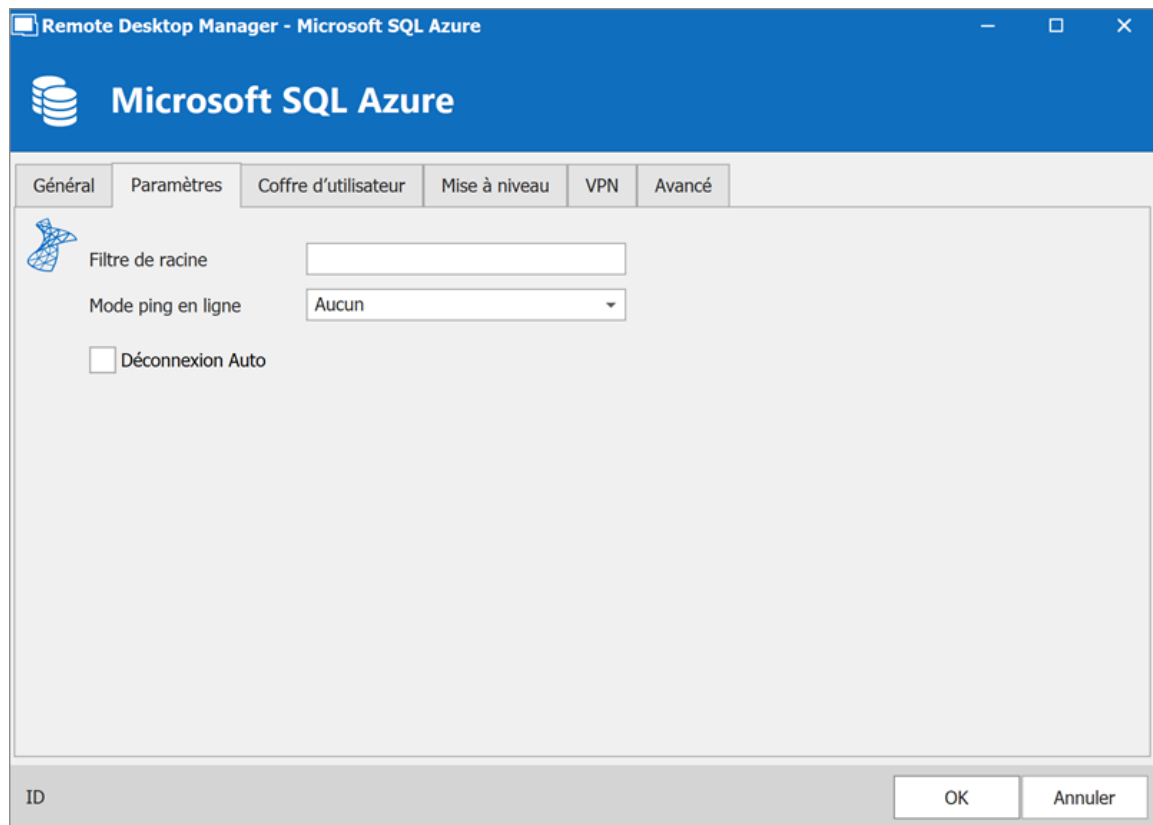 Remote Desktop Manager - Microsoft SQL Azure
Microsoft SQL Azure
Général Paramètres Coffre d'utilisateur Mise à niveau VPN Avancé
Filtre de racine
Mode ping en ligne Aucun
Déconnexion Auto
ID OK Annuler